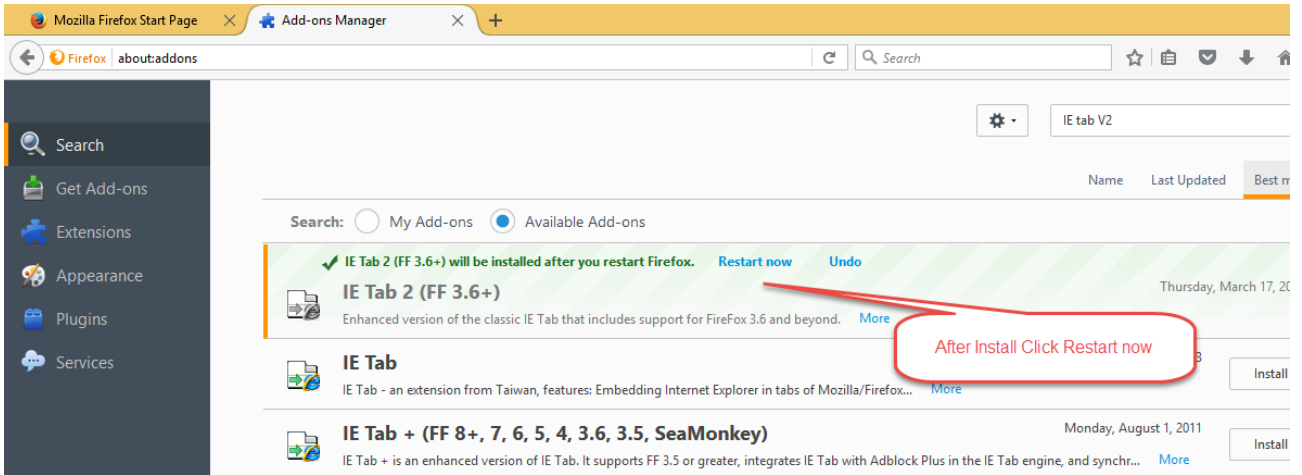 Mozilla Firefox Start Page
Add-ons Manager
Firefox about:addons
Search
IE tab V2
Search
Get Add-ons
Extensions
Appearance
Plugins
Services
Name Last Updated Best m
Search: My Add-ons Available Add-ons
IE Tab 2 (FF 3.6+) will be installed after you restart Firefox. Restart now Undo
IE Tab 2 (FF 3.6+)
Thursday, March 17, 20
Enhanced version of the classic IE Tab that includes support for FireFox 3.6 and beyond. More
After Install Click Restart now
IE Tab
3
Install
IE Tab - an extension from Taiwan, features: Embedding Internet Explorer in tabs of Mozilla/Firefox... More
IE Tab + (FF 8+, 7, 6, 5, 4, 3.6, 3.5, SeaMonkey)
Monday, August 1, 2011
Install
IE Tab + is an enhanced version of IE Tab. It supports FF 3.5 or greater, integrates IE Tab with Adblock Plus in the IE Tab engine, and synchr... More